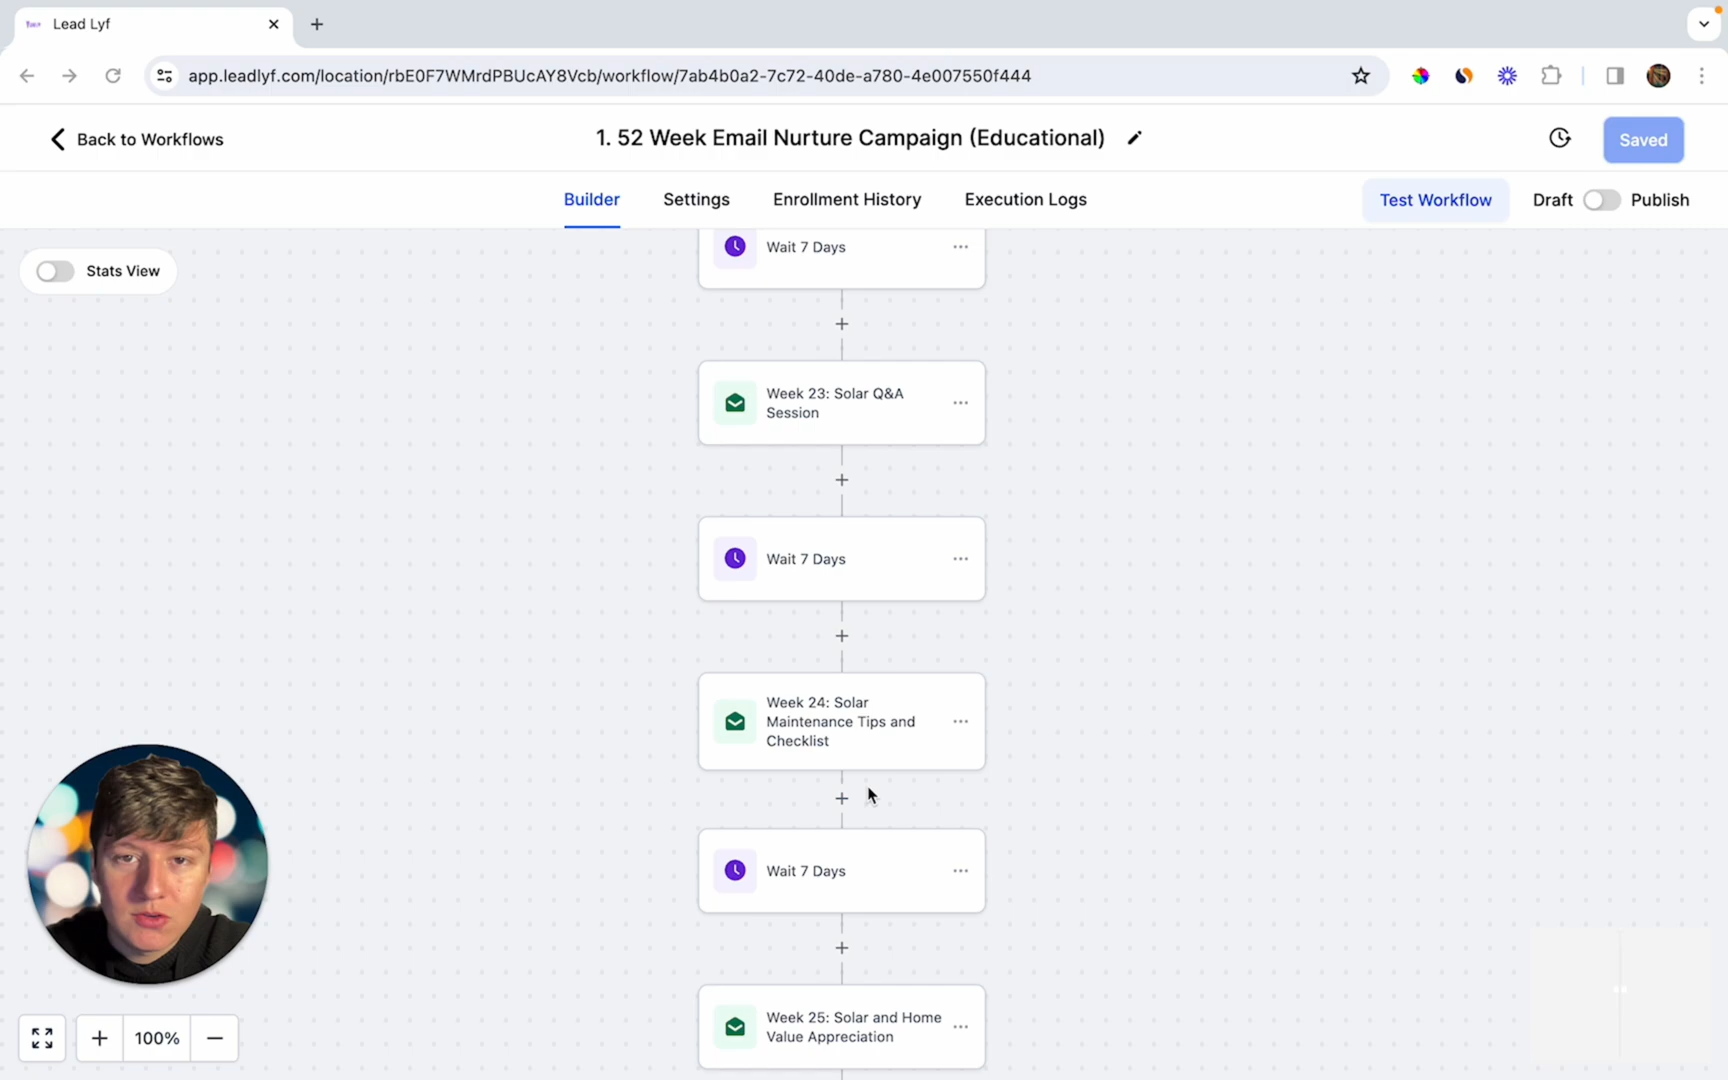 Lead Lyf
app.leadlyf.com/location/rbE0F7WMrdPBUcAY8Vcb/workflow/7ab4b0a2-7c72-40de-a780-4e007550f444
Back to Workflows
1. 52 Week Email Nurture Campaign (Educational)
Saved
Builder
Settings
Enrollment History
Execution Logs
Test Workflow
Draft
Publish
Stats View
Wait 7 Days
Week 23: Solar Q&A
Session
Wait 7 Days
Week 24: Solar
Maintenance Tips and
Checklist
Wait 7 Days
Week 25: Solar and Home
Value Appreciation
100%